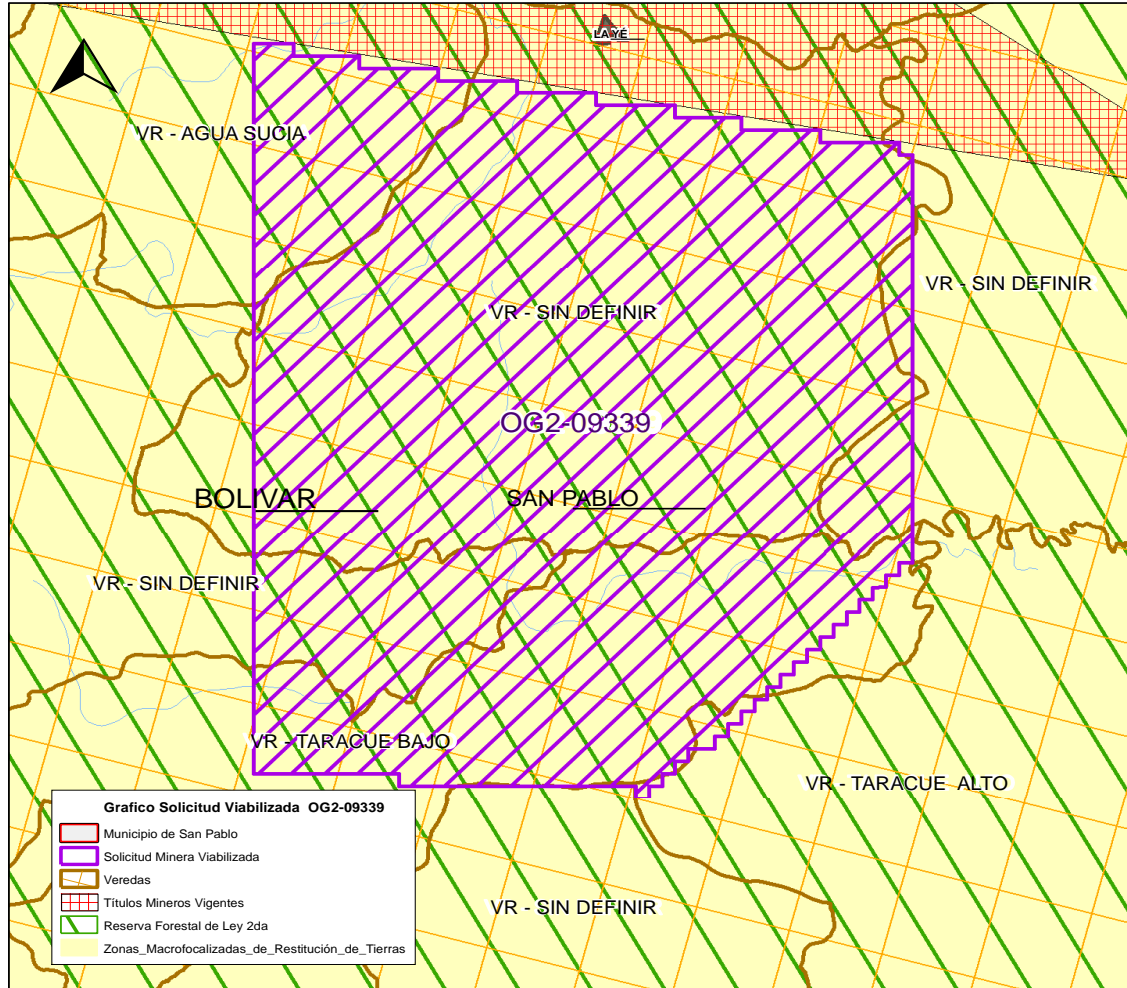 LA YÉ
VR - AGUA SUCIA
VR - SIN DEFINIR
VR - SIN DEFINIR
OG2-09339
BOLIVAR
SAN PABLO
VR - SIN DEFINIR
VR - TARACUE BAJO
VR - TARACUE ALTO
VR - SIN DEFINIR
Grafico Solicitud Viabilizada OG2-09339
Municipio de San Pablo
Solicitud Minera Viabilizada
Veredas
Títulos Mineros Vigentes
Reserva Forestal de Ley 2da
Zonas_Macrofocalizadas_de_Restitución_de_Tierras